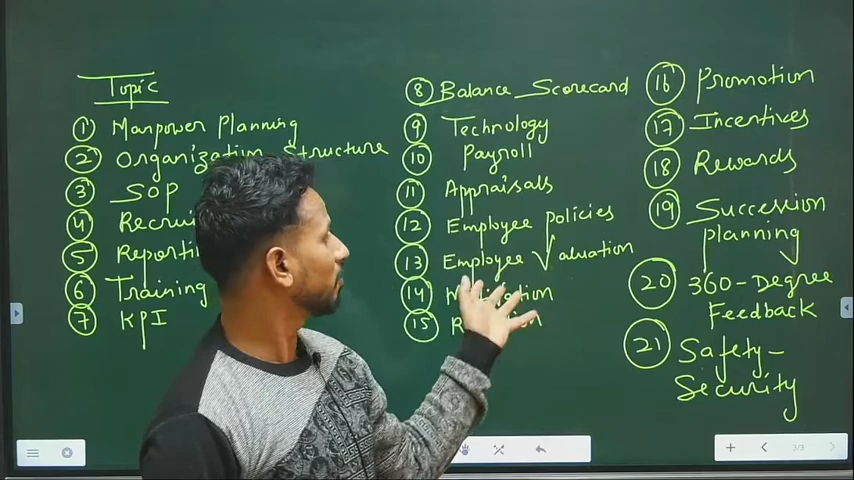 Topic
1 Manpower Planning
2 Organization Structure
3 SOP
4
5
6 Training
7 KPI
8 Balance Scorecard
9 Technology
10 Payroll
11 Appraisals
12 Employee policies
13 Employee Valuation
14
15
16 Promotion
17 Incentives
18 Rewards
19 Succession
planning
20 360-Degree
Feedback
21 Safety-
Security
3/3